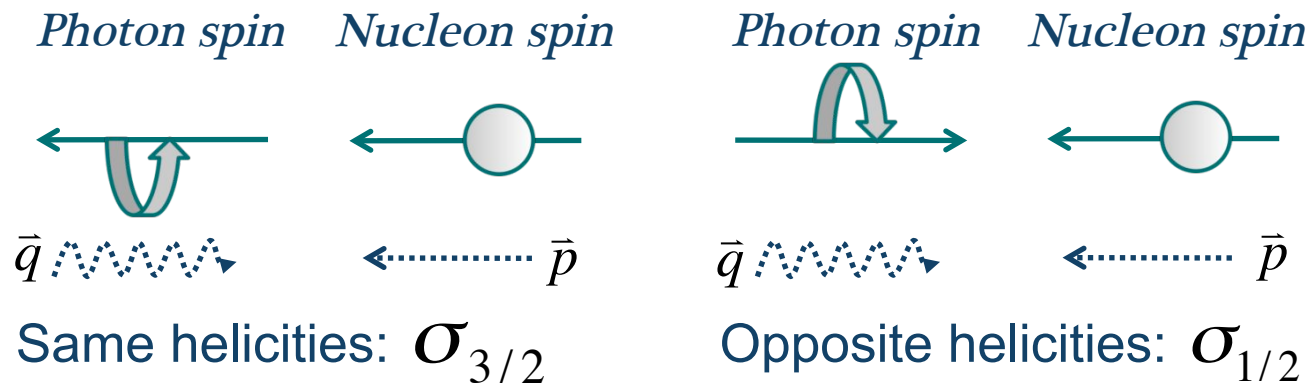 Photon spin Nucleon spin Photon spin Nucleon spin
q⃗ p⃗ q⃗ p⃗
Same helicities: σ3/2 Opposite helicities: σ1/2